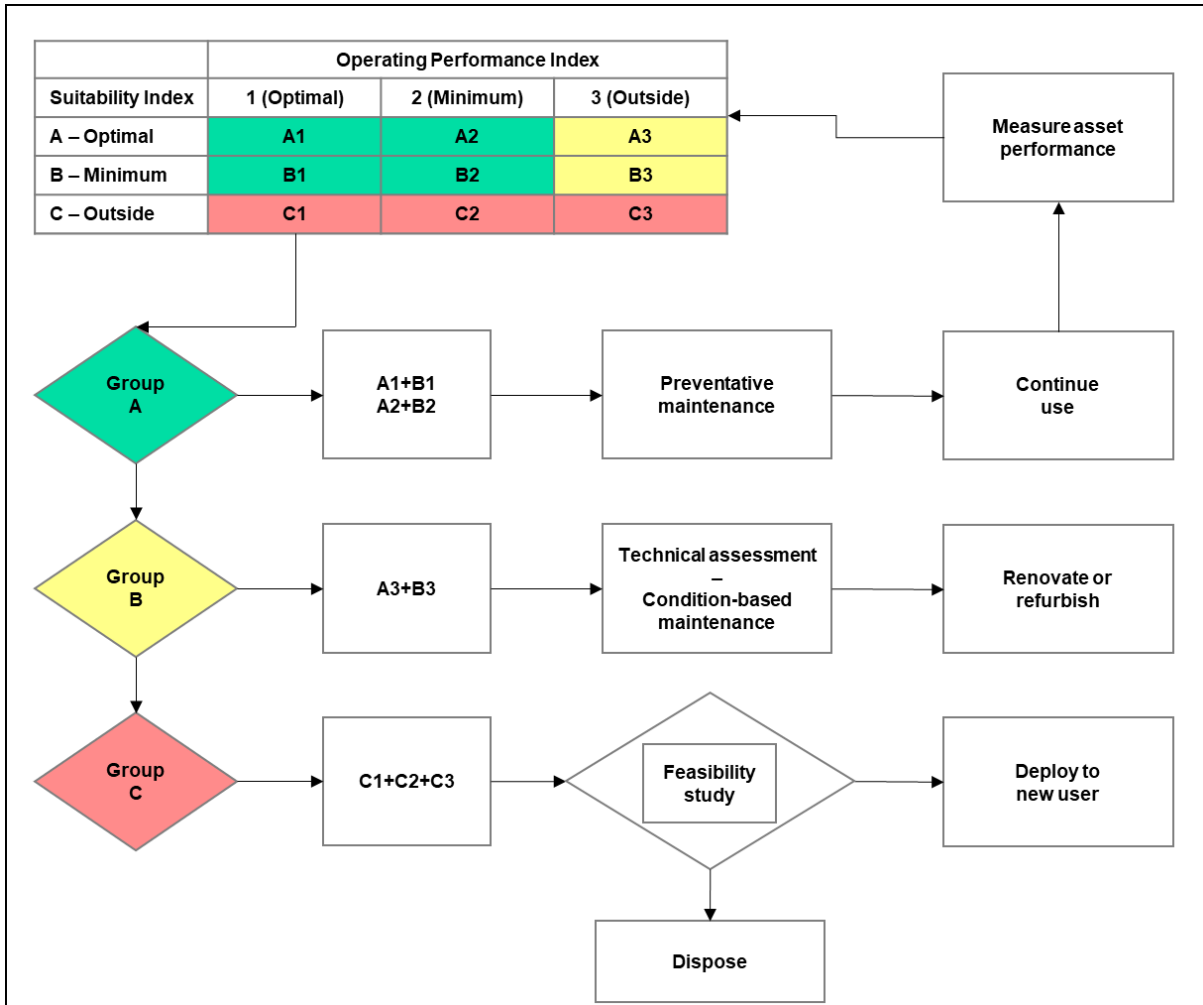 Operating Performance Index
Suitability Index 1 (Optimal) 2 (Minimum) 3 (Outside)
A – Optimal A1 A2 A3
B – Minimum B1 B2 B3
C – Outside C1 C2 C3
Measure asset
performance
Group
A
A1+B1
A2+B2
Preventative
maintenance
Continue
use
Group
B
A3+B3
Technical assessment
–
Condition-based
maintenance
Renovate or
refurbish
Group
C
C1+C2+C3
Feasibility
study
Deploy to
new user
Dispose